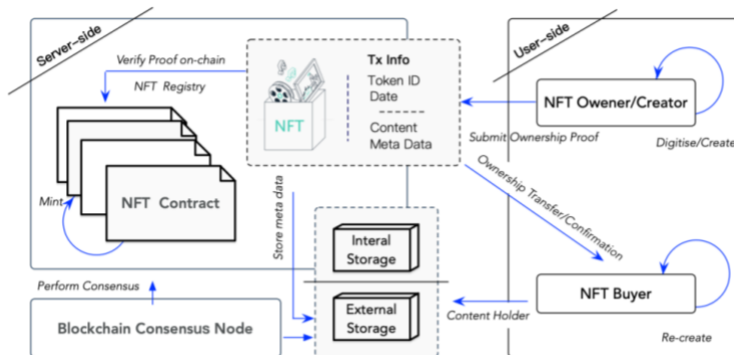 Server-side
User-side
Verify Proof on-chain
NFT Registry
NFT
Tx Info
Token ID
Date
Content
Meta Data
NFT Owener/Creator
Submit Ownership Proof
Digitise/Create
NFT Contract
Mint
Store meta data
Ownership Transfer/Confirmation
Interal
Storage
External
Storage
Perform Consensus
Blockchain Consensus Node
Content Holder
NFT Buyer
Re-create